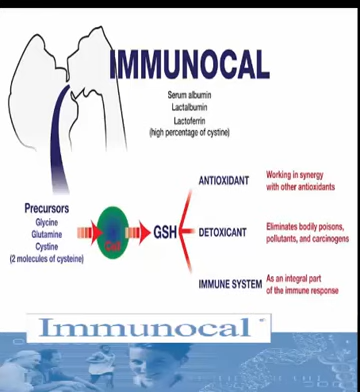 IMMUNOCAL
Serum albumin
Lactalbumin
Lactoferrin
(high percentage of cystine)
Precursors
Glycine
Glutamine
Cystine
(2 molecules of cysteine)
Cell
GSH
ANTIOXIDANT
Working in synergy
with other antioxidants
DETOXICANT
Eliminates bodily poisons,
pollutants, and carcinogens
IMMUNE SYSTEM
As an integral part
of the immune response
Immunocal